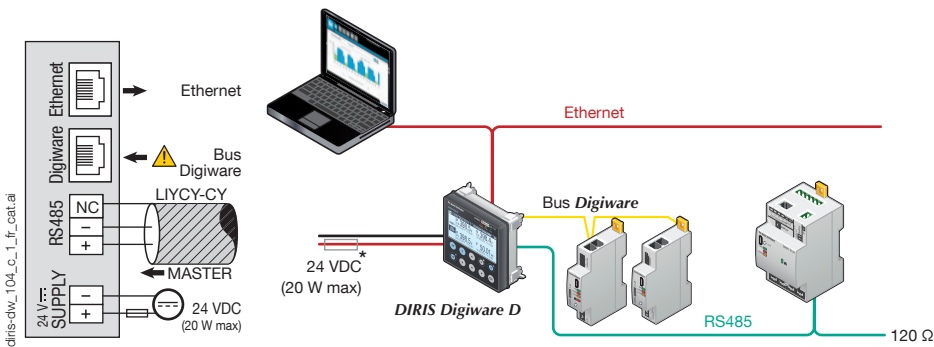 diris-dw_104_c_1_fr_cat.ai
Ethernet
Ethernet
Digiware
Bus
Digiware
LIYCY-CY
RS485
NC
–
+
MASTER
24 V
SUPPLY
–
+
24 VDC
(20 W max)
Ethernet
Bus Digiware
24 VDC
*
(20 W max)
DIRIS Digiware D
RS485
120 Ω